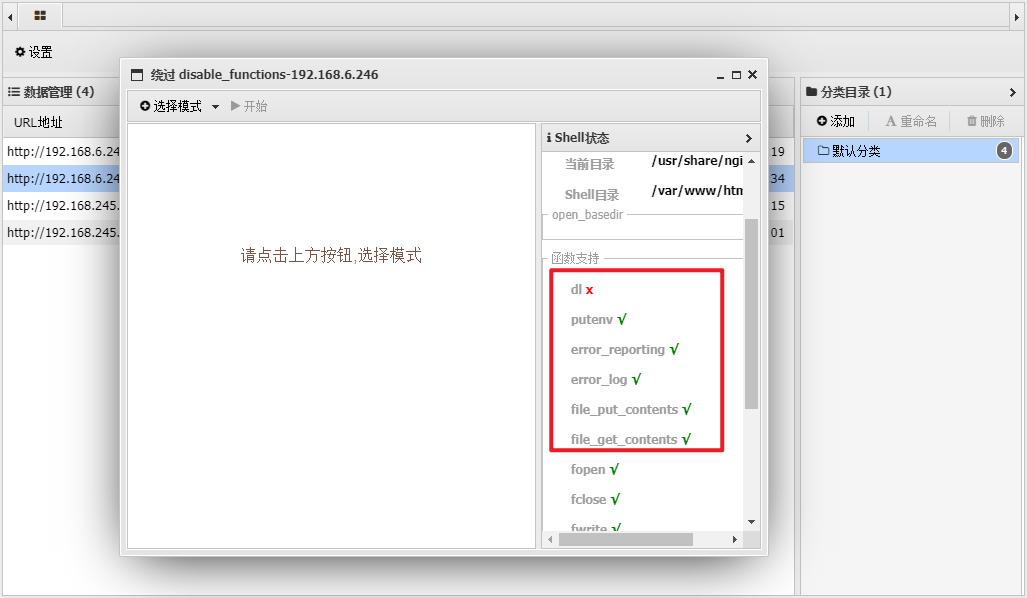 设置
数据管理 (4)
URL地址
http://192.168.6.24
19
http://192.168.6.24
34
http://192.168.245.
15
http://192.168.245.
01
绕过 disable_functions-192.168.6.246
选择模式
开始
请点击上方按钮,选择模式
Shell状态
当前目录 /usr/share/ngi
Shell目录 /var/www/htm
open_basedir
函数支持
dl x
putenv √
error_reporting √
error_log √
file_put_contents √
file_get_contents √
fopen √
fclose √
fwrite √
分类目录 (1)
添加
重命名
删除
默认分类
4